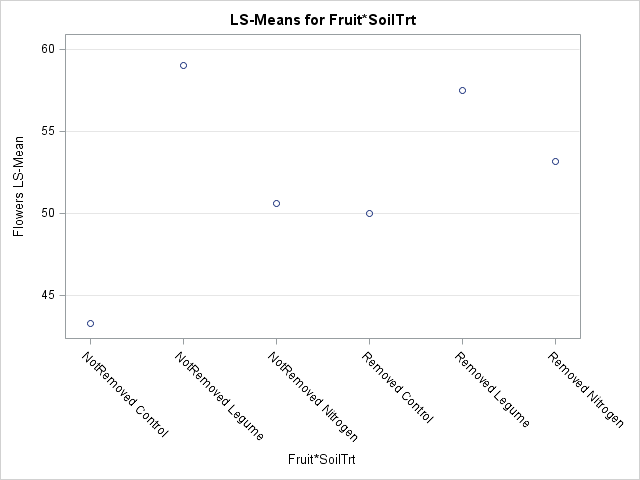 LS-Means for Fruit*SoilTrt
60
55
50
45
Flowers LS-Mean
NotRemoved Control
NotRemoved Legume
NotRemoved Nitrogen
Removed Control
Removed Legume
Removed Nitrogen
Fruit*SoilTrt